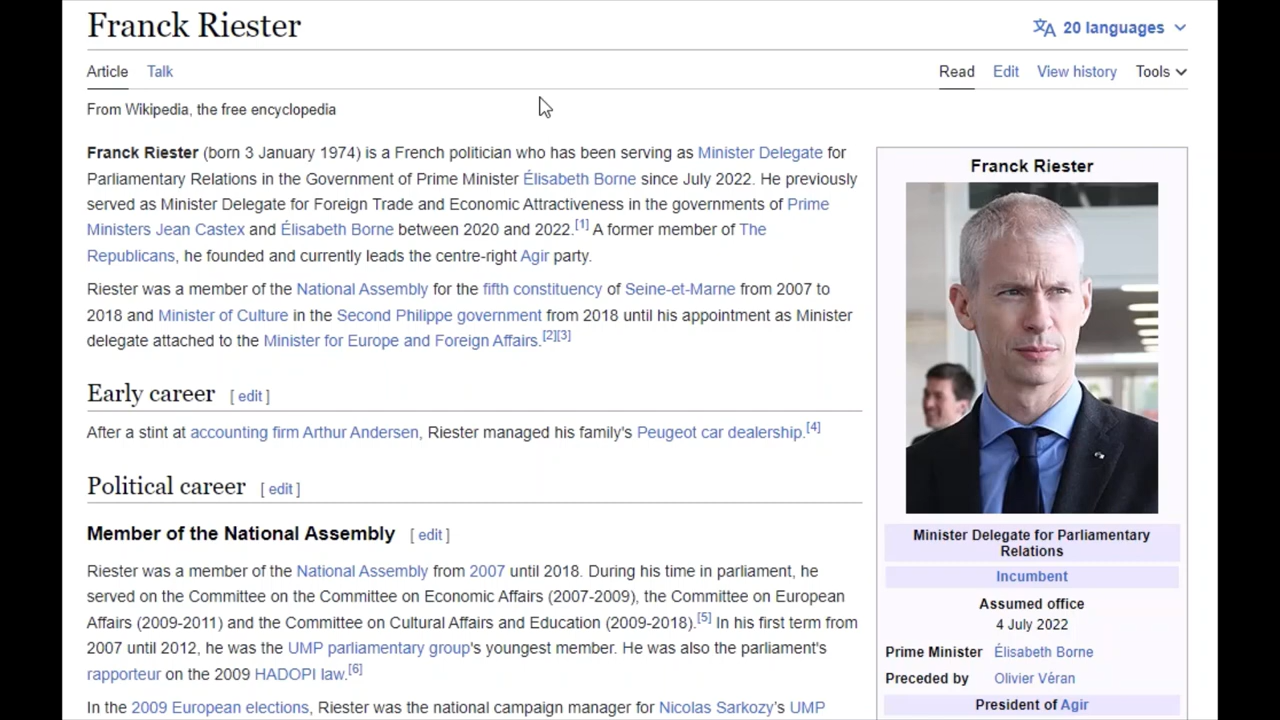 Franck Riester
20 languages
Article Talk
Read Edit View history Tools
From Wikipedia, the free encyclopedia
Franck Riester (born 3 January 1974) is a French politician who has been serving as Minister Delegate for
Parliamentary Relations in the Government of Prime Minister Élisabeth Borne since July 2022. He previously
served as Minister Delegate for Foreign Trade and Economic Attractiveness in the governments of Prime
Ministers Jean Castex and Élisabeth Borne between 2020 and 2022.[1] A former member of The
Republicans, he founded and currently leads the centre-right Agir party.
Riester was a member of the National Assembly for the fifth constituency of Seine-et-Marne from 2007 to
2018 and Minister of Culture in the Second Philippe government from 2018 until his appointment as Minister
delegate attached to the Minister for Europe and Foreign Affairs.[2][3]
Early career [ edit ]
After a stint at accounting firm Arthur Andersen, Riester managed his family's Peugeot car dealership.[4]
Political career [ edit ]
Member of the National Assembly [ edit ]
Riester was a member of the National Assembly from 2007 until 2018. During his time in parliament, he
served on the Committee on the Committee on Economic Affairs (2007-2009), the Committee on European
Affairs (2009-2011) and the Committee on Cultural Affairs and Education (2009-2018).[5] In his first term from
2007 until 2012, he was the UMP parliamentary group's youngest member. He was also the parliament's
rapporteur on the 2009 HADOPI law.[6]
In the 2009 European elections, Riester was the national campaign manager for Nicolas Sarkozy's UMP
Franck Riester
Minister Delegate for Parliamentary
Relations
Incumbent
Assumed office
4 July 2022
Prime Minister Élisabeth Borne
Preceded by Olivier Véran
President of Agir